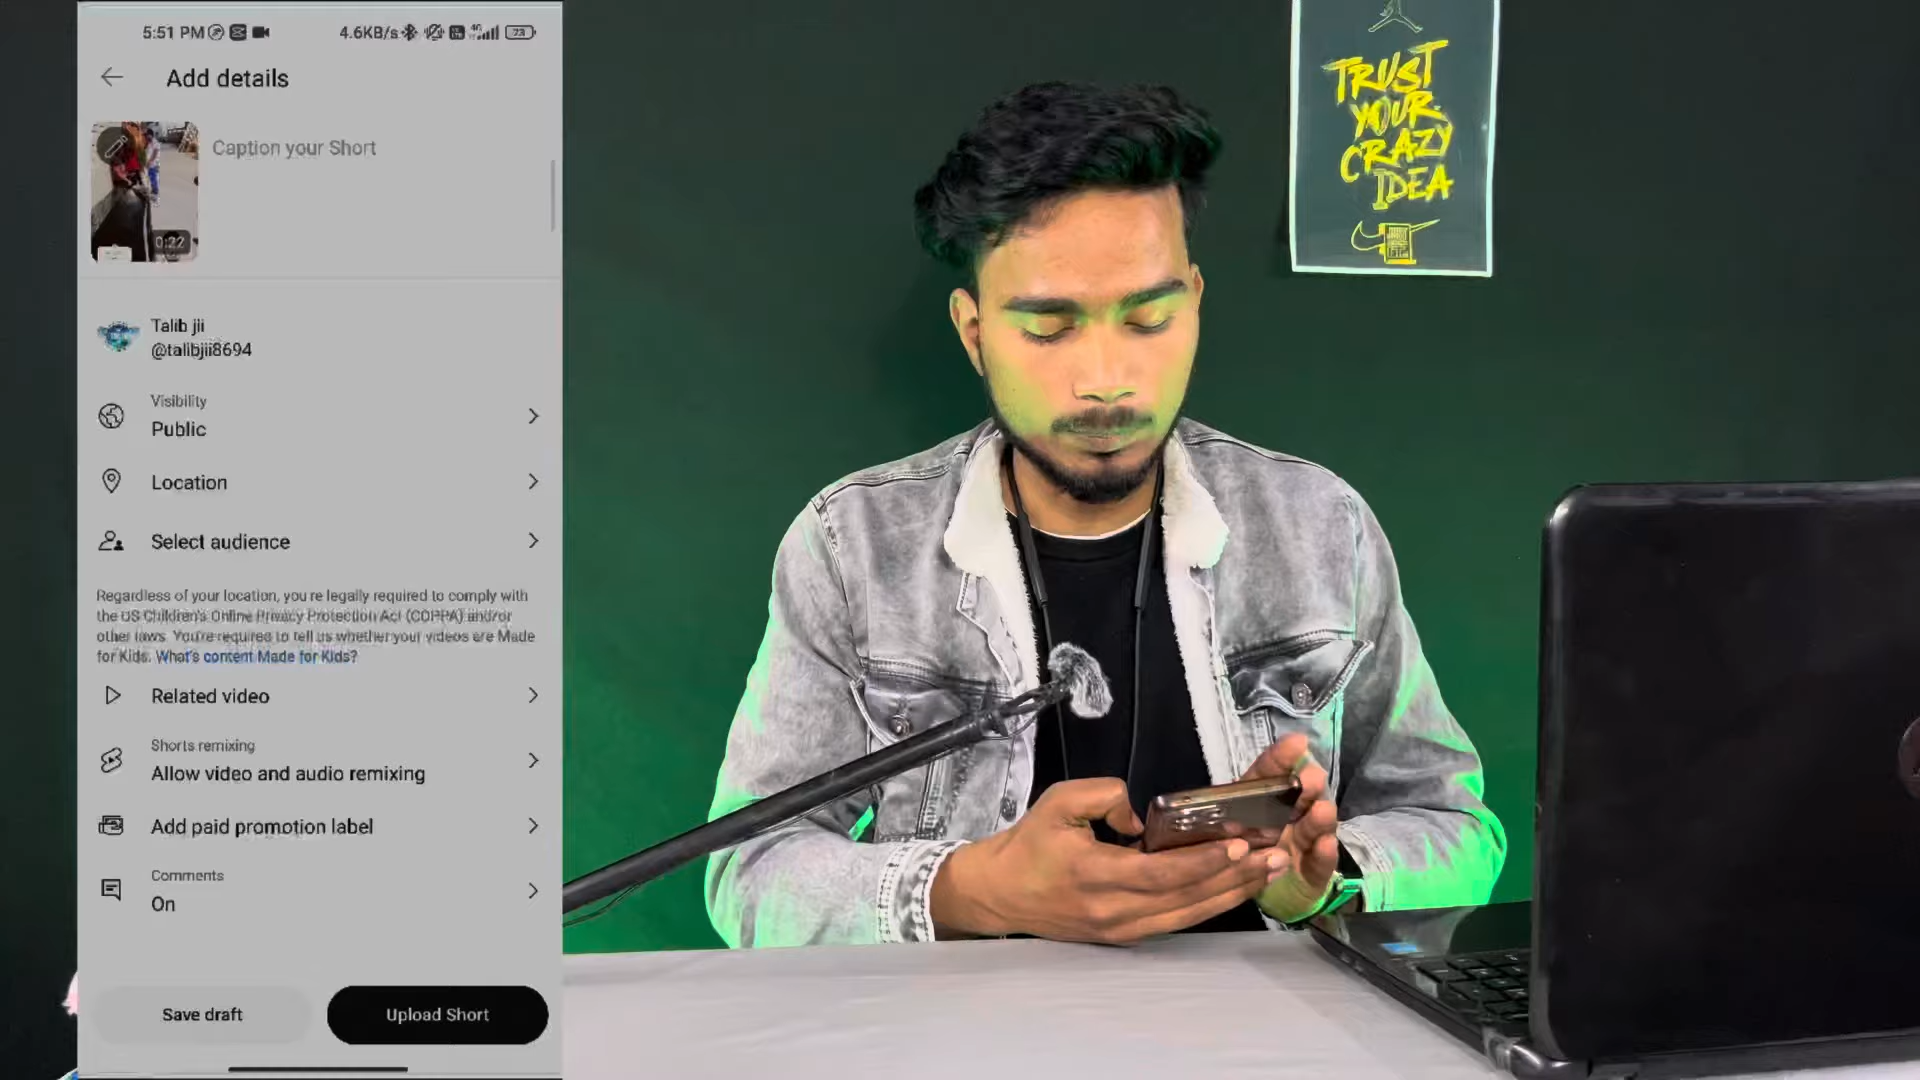 5:51 PM
4.6KB/s
4G
73
Add details
Caption your Short
0:22
Talib jii
@talibjii8694
Visibility
Public
Location
Select audience
Regardless of your location, you're legally required to comply with
the US Children's Online Privacy Protection Act (COPPA) and/or
other laws. You're required to tell us whether your videos are Made
for Kids. What's content Made for Kids?
Related video
Shorts remixing
Allow video and audio remixing
Add paid promotion label
Comments
On
Save draft
Upload Short
TRUST
YOUR
CRAZY
IDEA